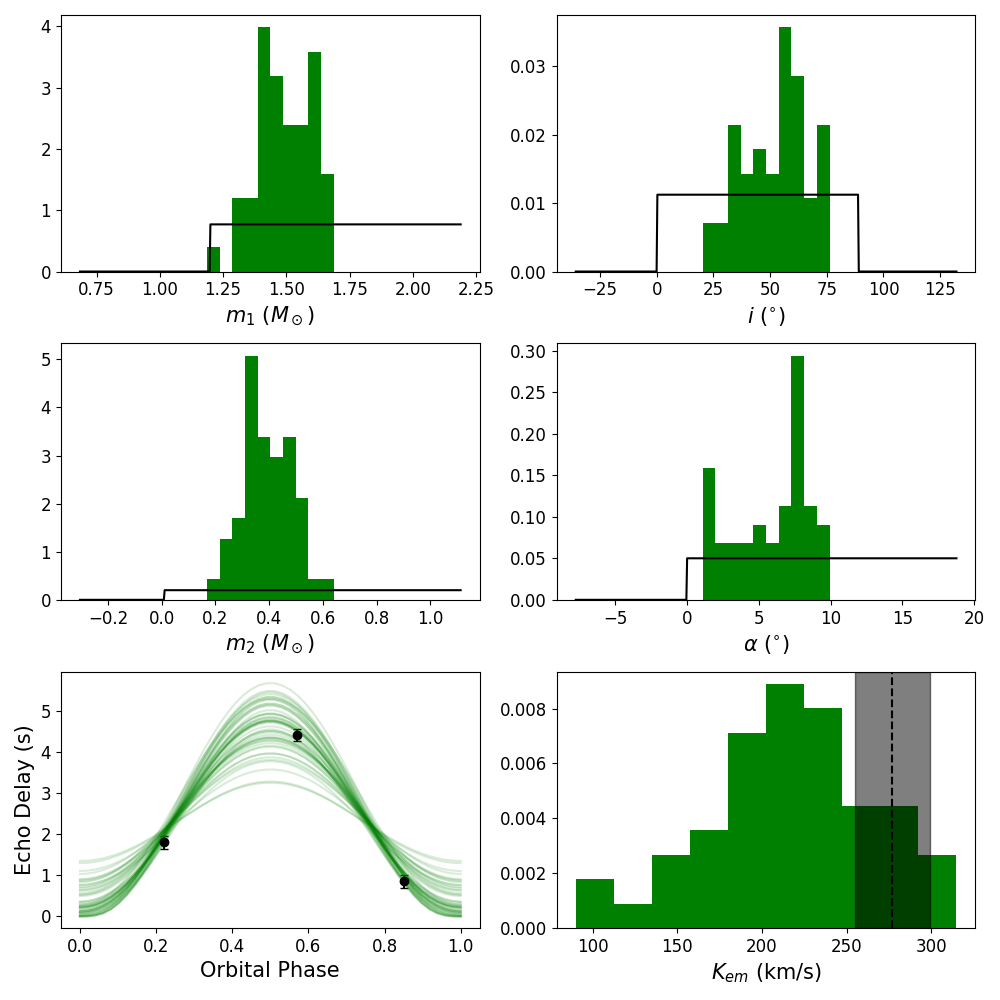 4
3
2
1
0
0.75 1.00 1.25 1.50 1.75 2.00 2.25
m₁ (M⊙)
0.03
0.02
0.01
0.00
−25 0 25 50 75 100 125
i (°)
5
4
3
2
1
0
−0.2 0.0 0.2 0.4 0.6 0.8 1.0
m₂ (M⊙)
0.30
0.25
0.20
0.15
0.10
0.05
0.00
−5 0 5 10 15 20
α (°)
Echo Delay (s)
5
4
3
2
1
0
0.0 0.2 0.4 0.6 0.8 1.0
Orbital Phase
0.008
0.006
0.004
0.002
0.000
100 150 200 250 300
Kₑₘ (km/s)